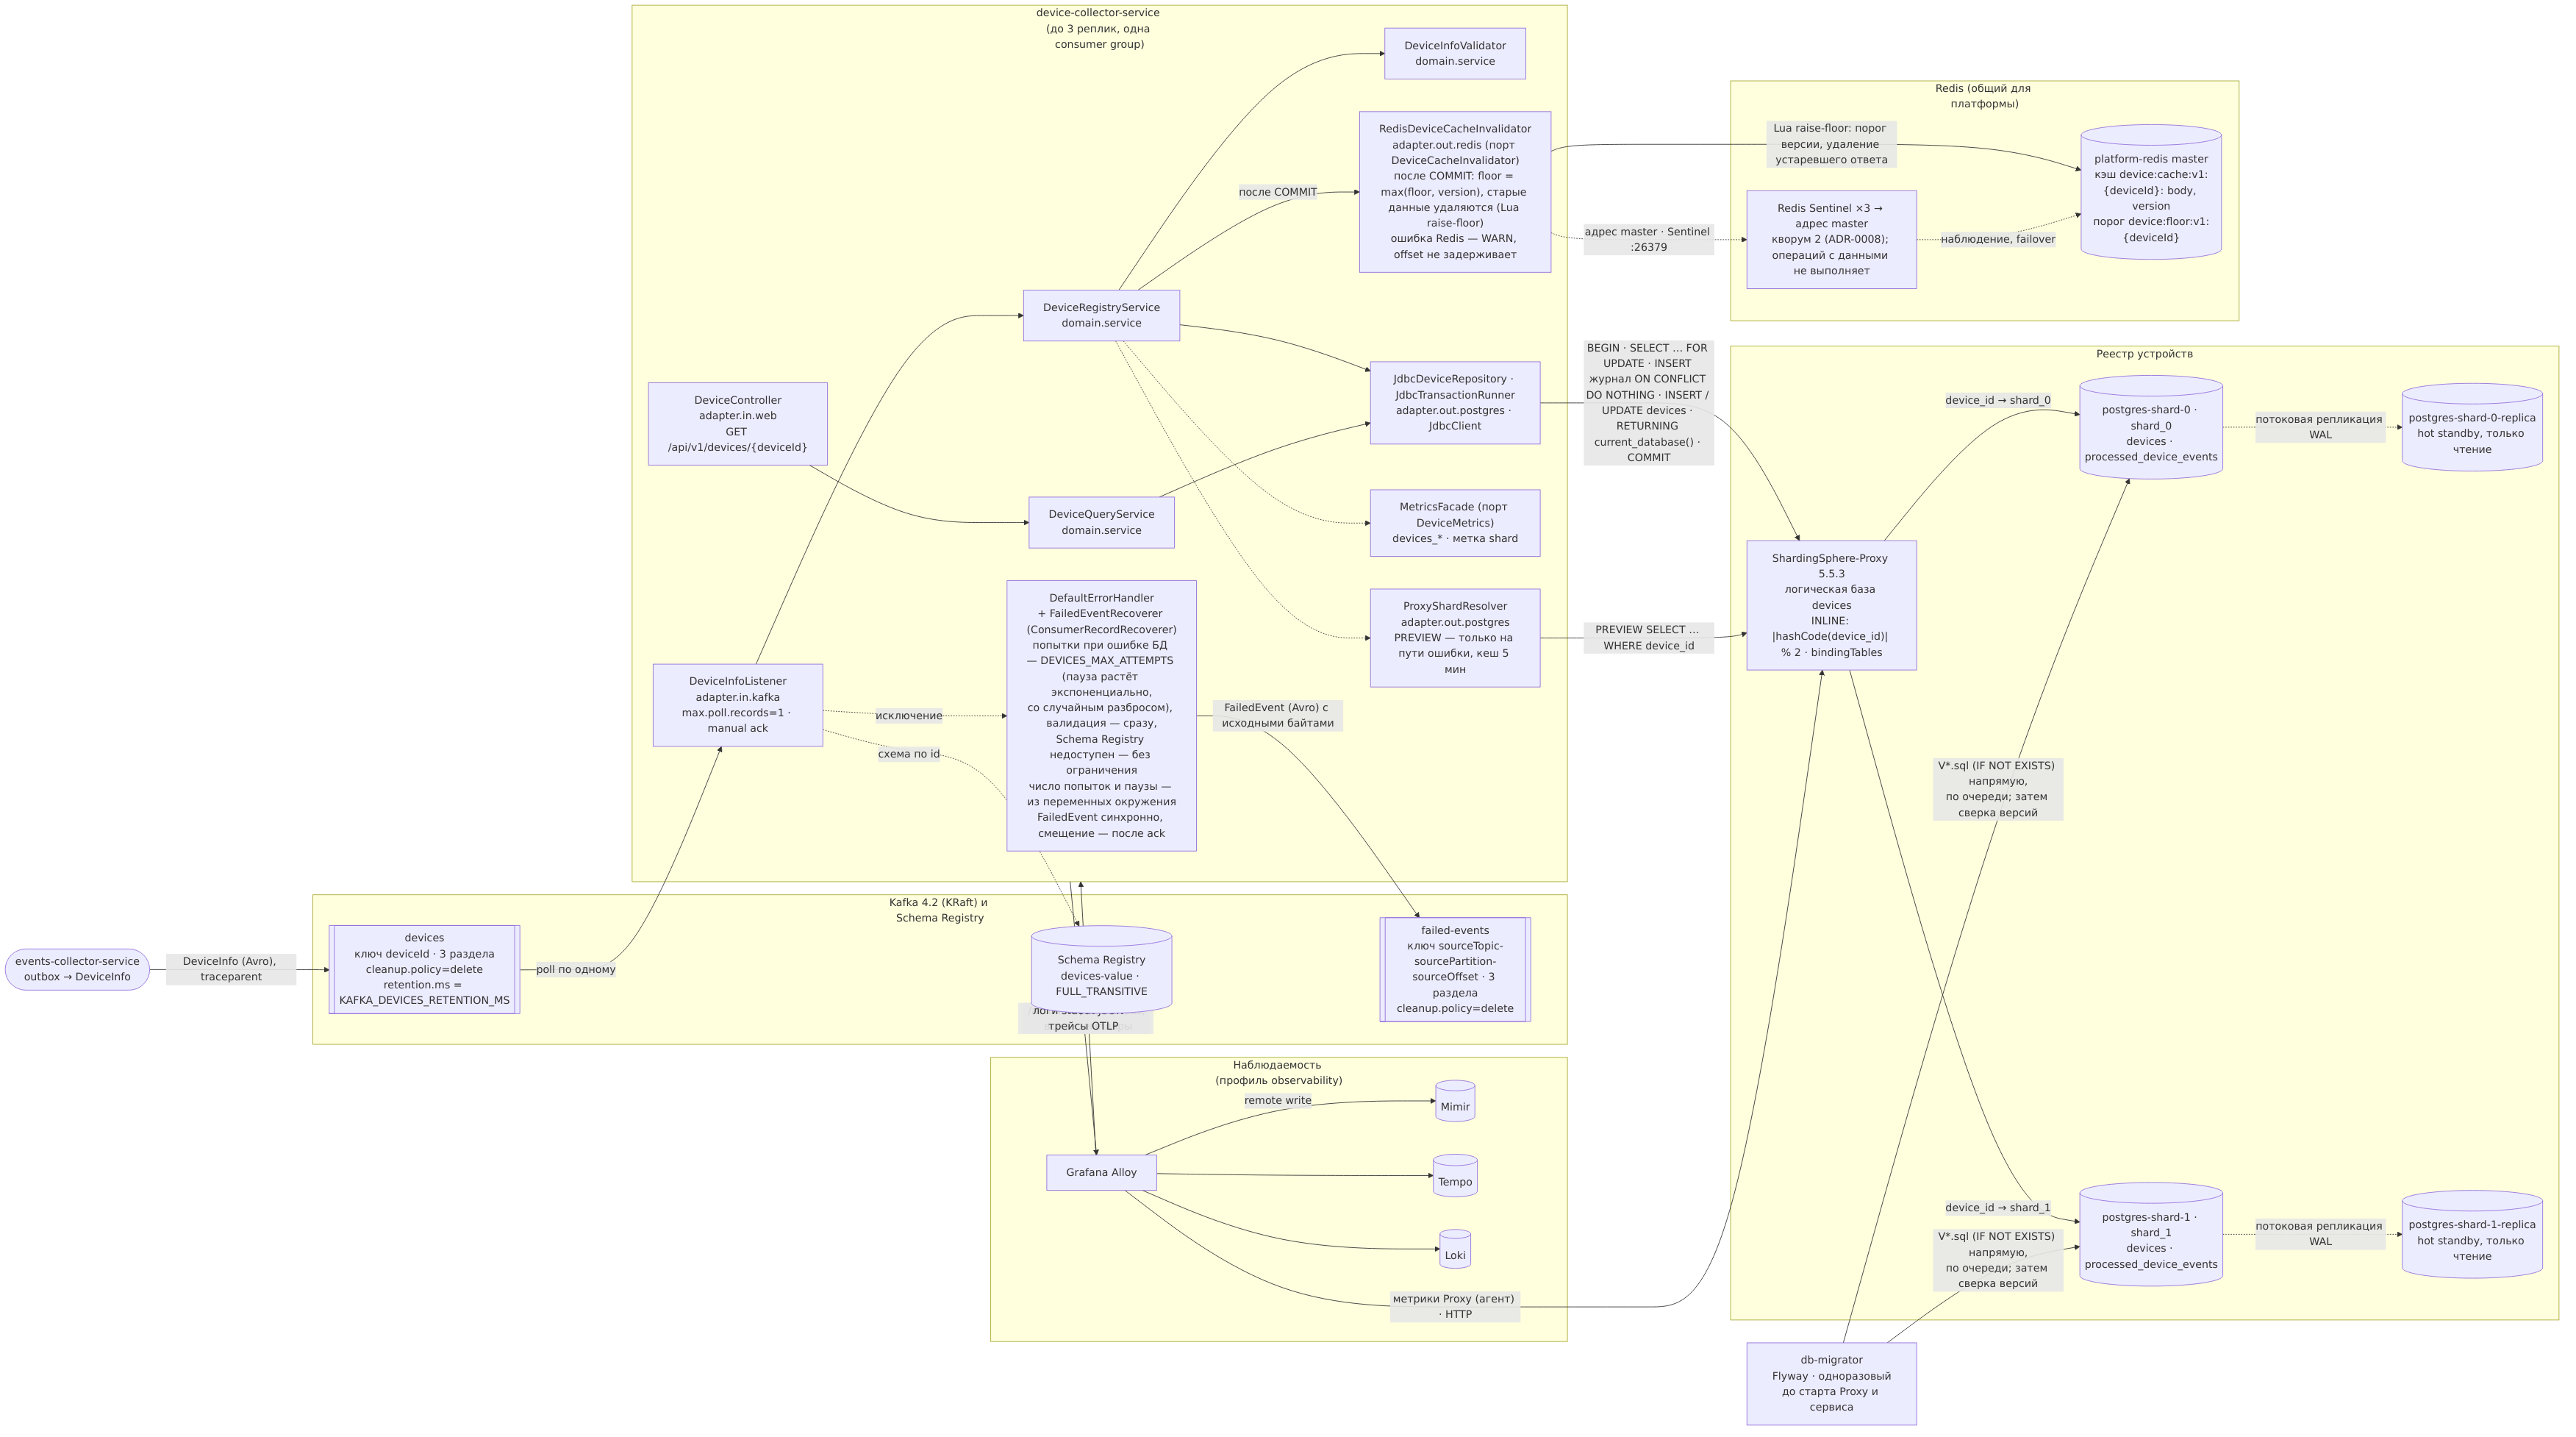 device-collector-service
(до 3 реплик, одна
consumer group)
DeviceInfoValidator
domain.service
RedisDeviceCacheInvalidator
adapter.out.redis (порт
DeviceCacheInvalidator)
после COMMIT: floor =
max(floor, version), старые
данные удаляются (Lua
raise-floor)
ошибка Redis — WARN,
offset не задерживает
после COMMIT
DeviceRegistryService
domain.service
DeviceController
adapter.in.web
GET
/api/v1/devices/{deviceId}
JdbcDeviceRepository ·
JdbcTransactionRunner
adapter.out.postgres ·
JdbcClient
DeviceQueryService
domain.service
MetricsFacade (порт
DeviceMetrics)
devices_* · метка shard
ProxyShardResolver
adapter.out.postgres
PREVIEW — только на
пути ошибки, кеш 5
мин
DefaultErrorHandler
+ FailedEventRecoverer
(ConsumerRecordRecoverer)
попытки при ошибке БД
— DEVICES_MAX_ATTEMPTS
(пауза растёт
экспоненциально,
со случайным разбросом),
валидация — сразу,
Schema Registry
недоступен — без
ограничения
число попыток и паузы —
из переменных окружения
FailedEvent синхронно,
смещение — после ack
DeviceInfoListener
adapter.in.kafka
max.poll.records=1 ·
manual ack
исключение
схема по id
FailedEvent (Avro) с
исходными байтами
Redis (общий для
платформы)
Lua raise-floor: порог
версии, удаление
устаревшего ответа
адрес master · Sentinel
:26379
Redis Sentinel ×3 →
адрес master
кворум 2 (ADR-0008);
операций с данными
не выполняет
наблюдение, failover
platform-redis master
кэш device:cache:v1:
{deviceId}: body,
version
порог device:floor:v1:
{deviceId}
BEGIN · SELECT … FOR
UPDATE · INSERT
журнал ON CONFLICT
DO NOTHING · INSERT /
UPDATE devices ·
RETURNING
current_database() ·
COMMIT
PREVIEW SELECT …
WHERE device_id
Реестр устройств
ShardingSphere-Proxy
5.5.3
логическая база
devices
INLINE:
|hashCode(device_id)|
% 2 · bindingTables
device_id → shard_0
postgres-shard-0 ·
shard_0
devices ·
processed_device_events
потоковая репликация
WAL
postgres-shard-0-replica
hot standby, только
чтение
V*.sql (IF NOT EXISTS)
напрямую,
по очереди; затем
сверка версий
device_id → shard_1
V*.sql (IF NOT EXISTS)
напрямую,
по очереди; затем
сверка версий
postgres-shard-1 ·
shard_1
devices ·
processed_device_events
потоковая репликация
WAL
postgres-shard-1-replica
hot standby, только
чтение
db-migrator
Flyway · одноразовый
до старта Proxy и
сервиса
Kafka 4.2 (KRaft) и
Schema Registry
events-collector-service
outbox → DeviceInfo
DeviceInfo (Avro),
traceparent
devices
ключ deviceId · 3 раздела
cleanup.policy=delete
retention.ms =
KAFKA_DEVICES_RETENTION_MS
poll по одному
Schema Registry
devices-value ·
FULL_TRANSITIVE
логи
трейсы OTLP
failed-events
ключ sourceTopic-
sourcePartition-
sourceOffset · 3
раздела
cleanup.policy=delete
Наблюдаемость
(профиль observability)
remote write
Mimir
Grafana Alloy
Tempo
Loki
метрики Proxy (агент)
· HTTP